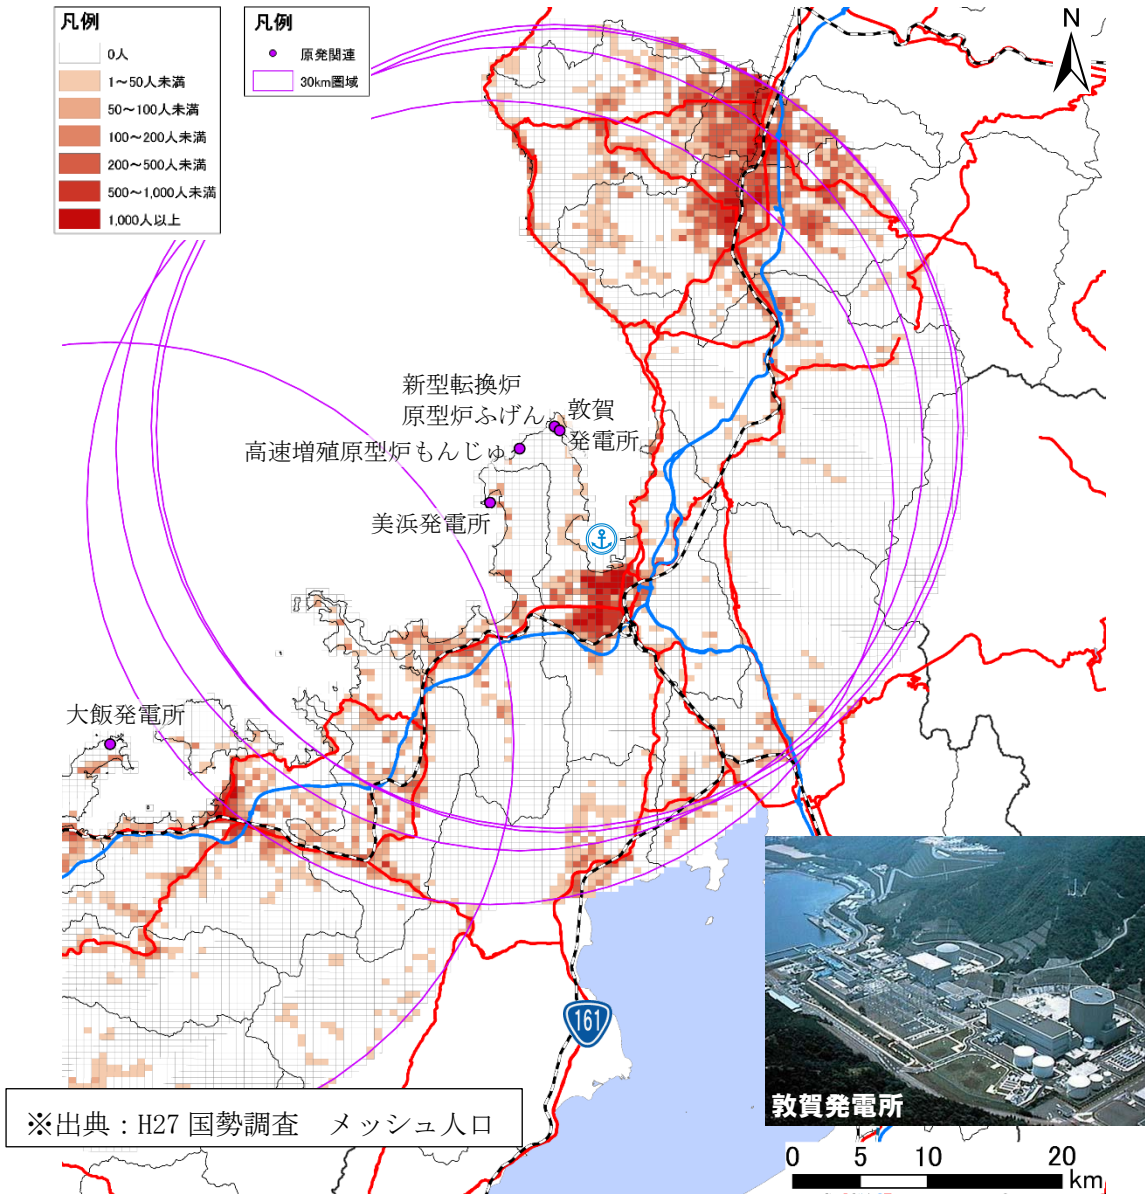 凡例
0人
1～50人未満
50～100人未満
100～200人未満
200～500人未満
500～1,000人未満
1,000人以上
凡例
原発関連
30km圏域
N
新型転換炉
原型炉ふげん
敦賀
発電所
高速増殖原型炉もんじゅ
美浜発電所
大飯発電所
161
敦賀発電所
※出典：H27 国勢調査　メッシュ人口
0 5 10 20
km